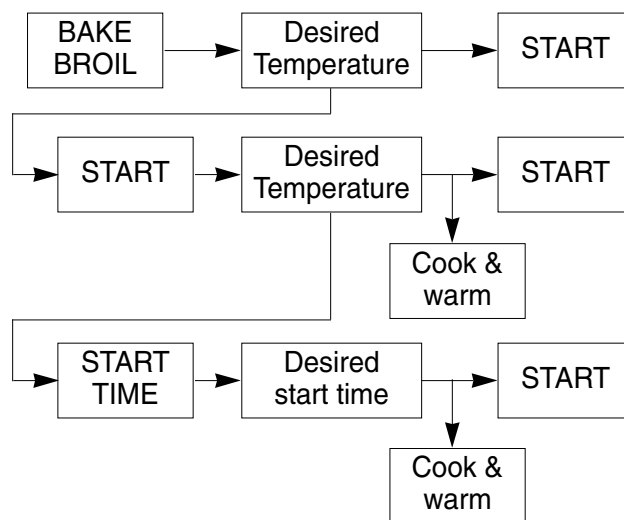 BAKE
BROIL
Desired
Temperature
START
START
Desired
Temperature
START
Cook &
warm
START
TIME
Desired
start time
START
Cook &
warm